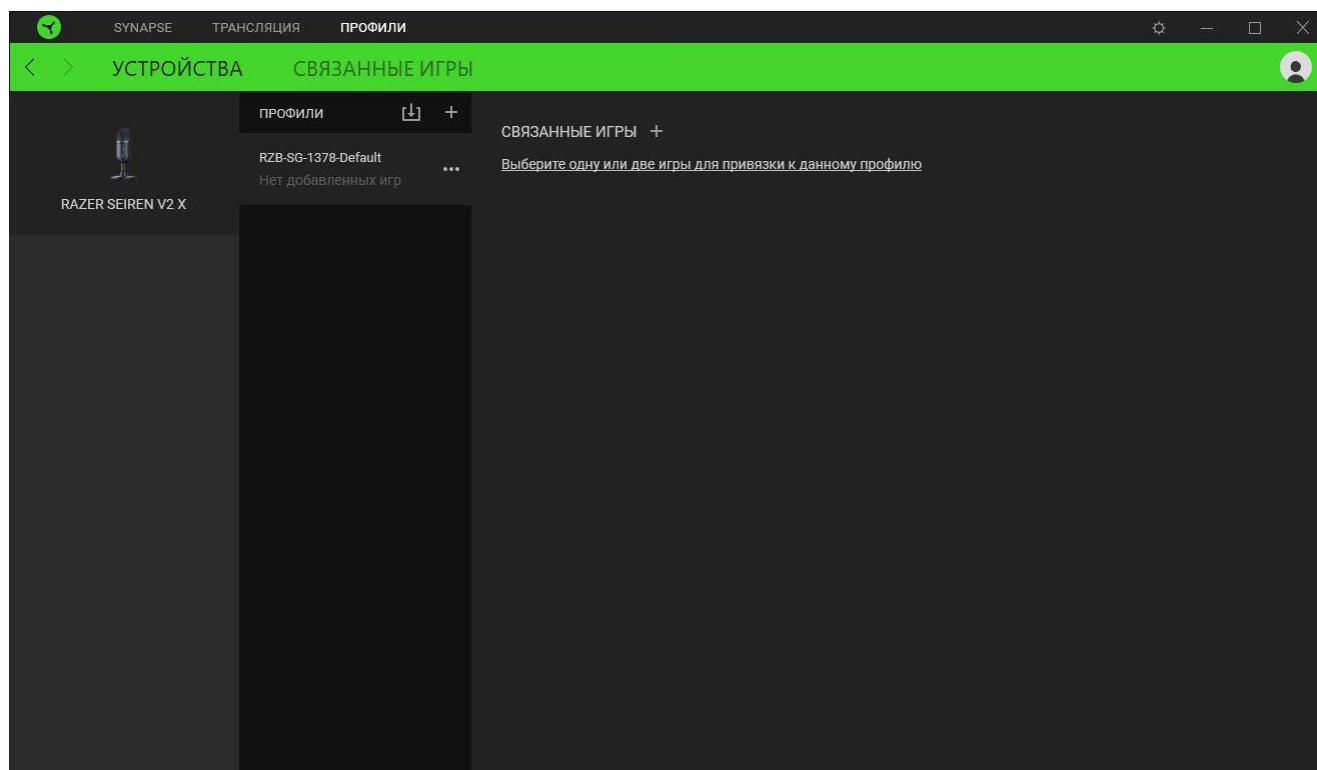 SYNAPSE ТРАНСЛЯЦИЯ ПРОФИЛИ
УСТРОЙСТВА СВЯЗАННЫЕ ИГРЫ
RAZER SEIREN V2 X
ПРОФИЛИ
RZB-SG-1378-Default
Нет добавленных игр
СВЯЗАННЫЕ ИГРЫ +
Выберите одну или две игры для привязки к данному профилю